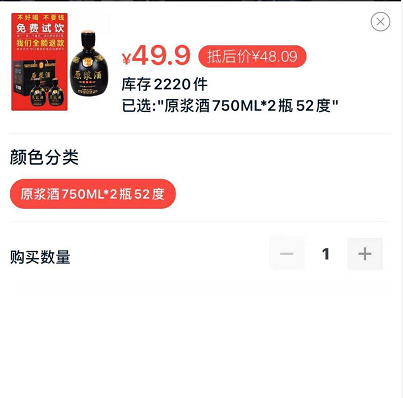 不好喝 不要钱
免费试饮
我们全额退款
原浆酒
¥49.9 抵后价¥48.09
库存2220件
已选:"原浆酒750ML*2瓶52度"
颜色分类
原浆酒750ML*2瓶52度
购买数量
1